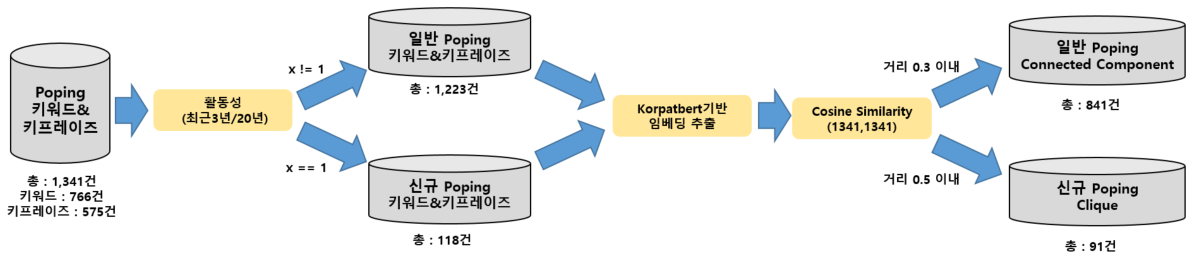 Poping
키워드&
키프레이즈
총 : 1,341건
키워드 : 766건
키프레이즈 : 575건
활동성
(최근3년/20년)
x != 1
x == 1
일반 Poping
키워드&키프레이즈
총 : 1,223건
신규 Poping
키워드&키프레이즈
총 : 118건
Korpatbert기반
임베딩 추출
Cosine Similarity
(1341,1341)
거리 0.3 이내
거리 0.5 이내
일반 Poping
Connected Component
총 : 841건
신규 Poping
Clique
총 : 91건